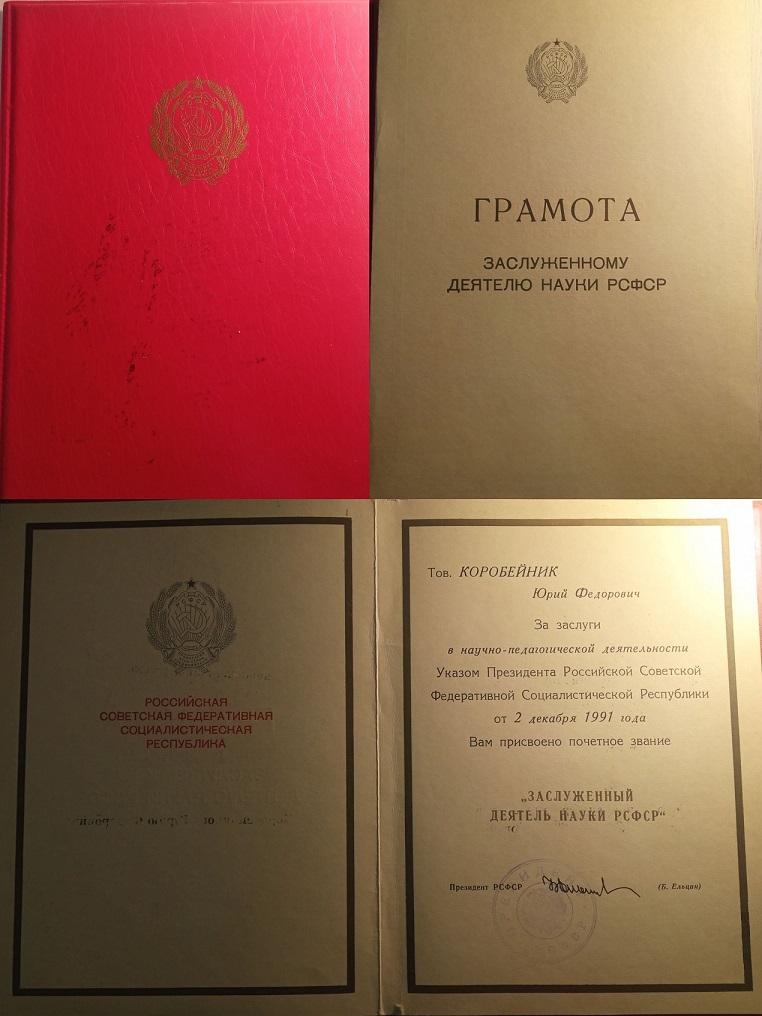 ГРАМОТА
ЗАСЛУЖЕННОМУ
ДЕЯТЕЛЮ НАУКИ РСФСР
РОССИЙСКАЯ
СОВЕТСКАЯ ФЕДЕРАТИВНАЯ
СОЦИАЛИСТИЧЕСКАЯ
РЕСПУБЛИКА
Тов. КОРОБЕЙНИК
Юрий Федорович
За заслуги
в научно-педагогической деятельности
Указом Президента Российской Советской
Федеративной Социалистической Республики
от 2 декабря 1991 года
Вам присвоено почетное звание
„ЗАСЛУЖЕННЫЙ
ДЕЯТЕЛЬ НАУКИ РСФСР“
Президент РСФСР (Б. Ельцин)